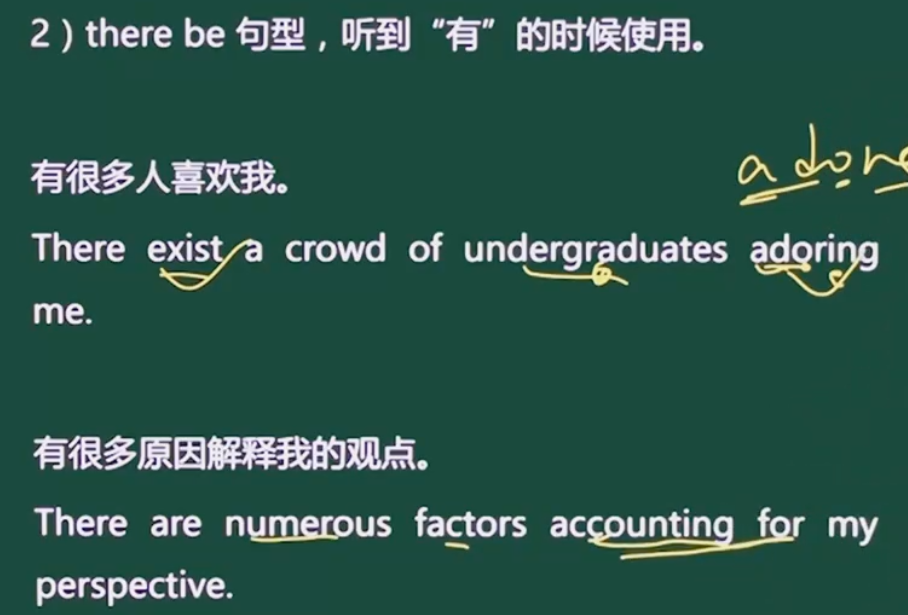 2）there be 句型，听到“有”的时候使用。
有很多人喜欢我。
adore
There exist a crowd of undergraduates adoring
me.
有很多原因解释我的观点。
There are numerous factors accounting for my
perspective.